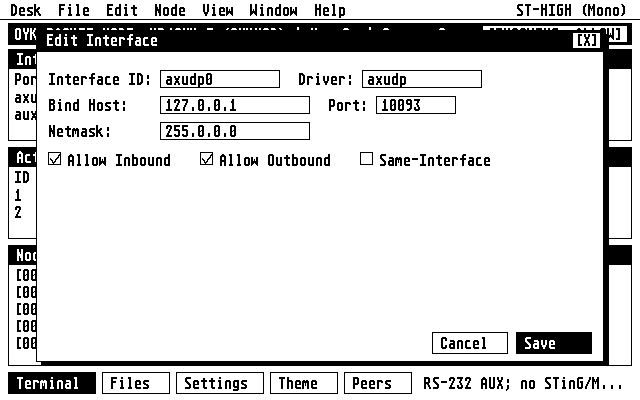 Desk File Edit Node View Window Help ST-HIGH (Mono)
Edit Interface [X]
Interface ID: axudp0 Driver: axudp
Bind Host: 127.0.0.1 Port: 10093
Netmask: 255.0.0.0
Allow Inbound Allow Outbound Same-Interface
ID
1
2
Cancel Save
Terminal Files Settings Theme Peers RS-232 AUX; no STinG/M...